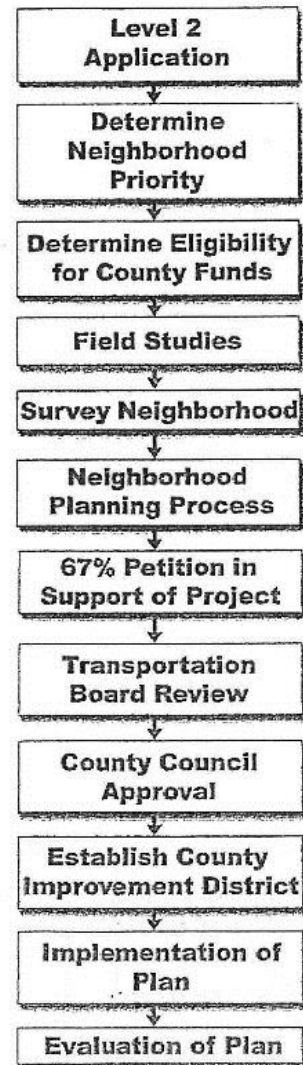 Level 2
Application
Determine
Neighborhood
Priority
Determine Eligibility
for County Funds
Field Studies
Survey Neighborhood
Neighborhood
Planning Process
67% Petition in
Support of Project
Transportation
Board Review
County Council
Approval
Establish County
Improvement District
Implementation of
Plan
Evaluation of Plan